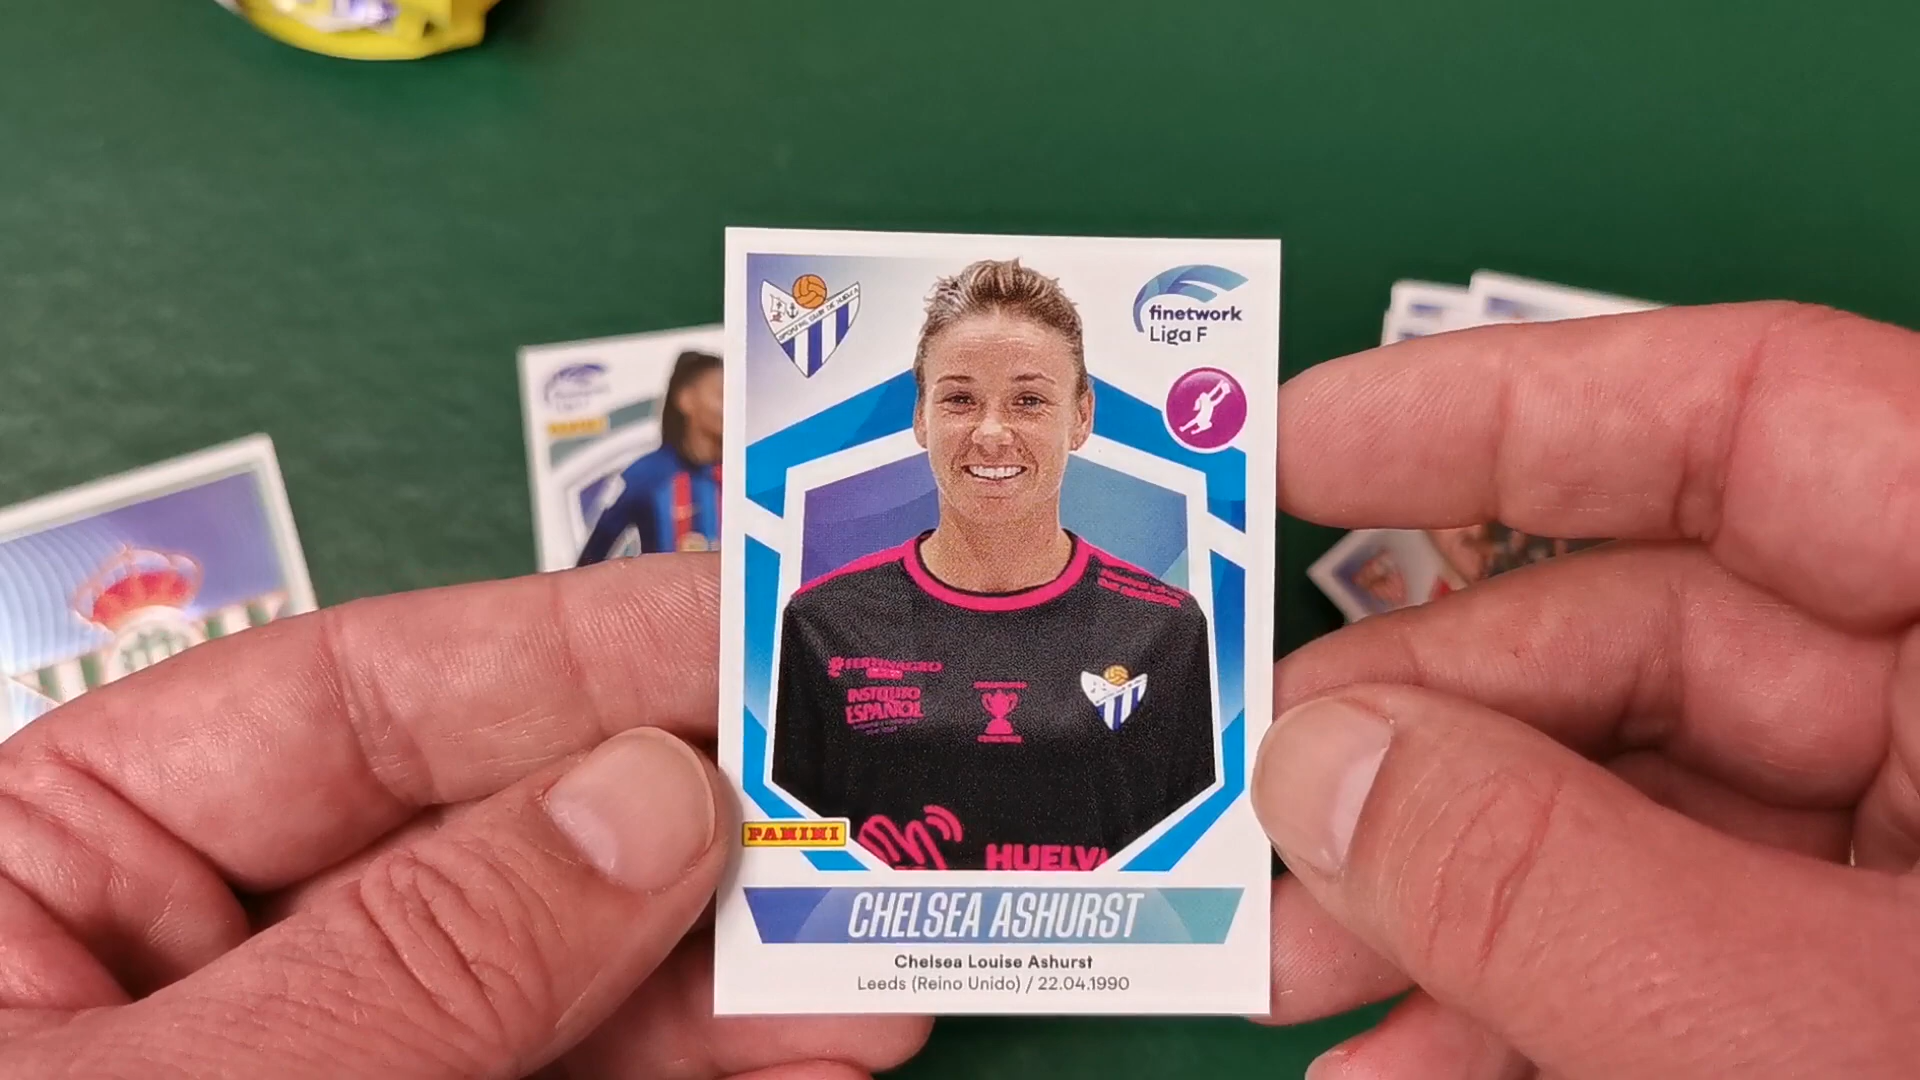 finetwork
Liga F
FERTINAGRO
INSTITUTO
ESPAÑOL
PANINI
HUELVA
CHELSEA ASHURST
Chelsea Louise Ashurst
Leeds (Reino Unido) / 22.04.1990